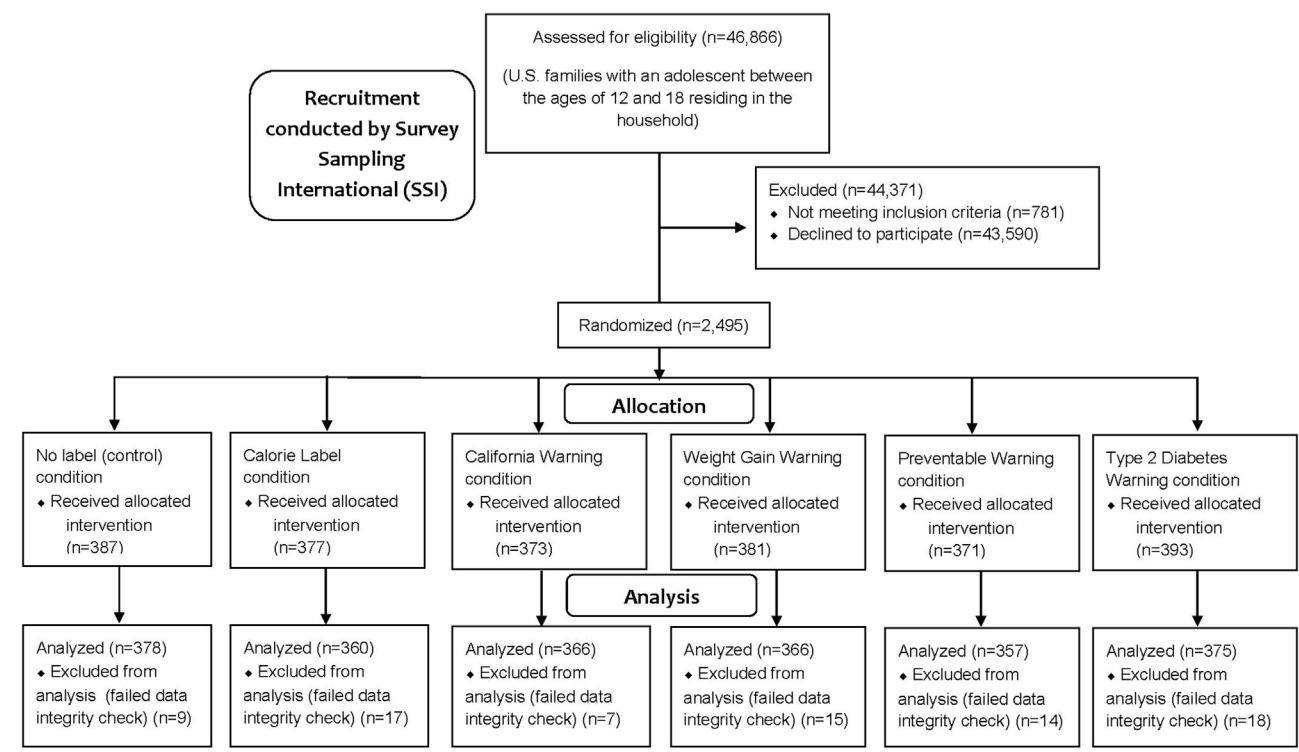 Assessed for eligibility (n=46,866)
(U.S. families with an adolescent between
the ages of 12 and 18 residing in the
household)
Recruitment
conducted by Survey
Sampling
International (SSI)
Excluded (n=44,371)
◆ Not meeting inclusion criteria (n=781)
◆ Declined to participate (n=43,590)
Randomized (n=2,495)
Allocation
No label (control)
condition
◆ Received allocated
intervention
(n=387)
Calorie Label
condition
◆ Received allocated
intervention
(n=377)
California Warning
condition
◆ Received allocated
intervention
(n=373)
Weight Gain Warning
condition
◆ Received allocated
intervention
(n=381)
Preventable Warning
condition
◆ Received allocated
intervention
(n=371)
Type 2 Diabetes
Warning condition
◆ Received allocated
intervention
(n=393)
Analysis
Analyzed (n=378)
◆ Excluded from
analysis (failed data
integrity check) (n=9)
Analyzed (n=360)
◆ Excluded from
analysis (failed data
integrity check) (n=17)
Analyzed (n=366)
◆ Excluded from
analysis (failed data
integrity check) (n=7)
Analyzed (n=366)
◆ Excluded from
analysis (failed data
integrity check) (n=15)
Analyzed (n=357)
◆ Excluded from
analysis (failed data
integrity check) (n=14)
Analyzed (n=375)
◆ Excluded from
analysis (failed data
integrity check) (n=18)